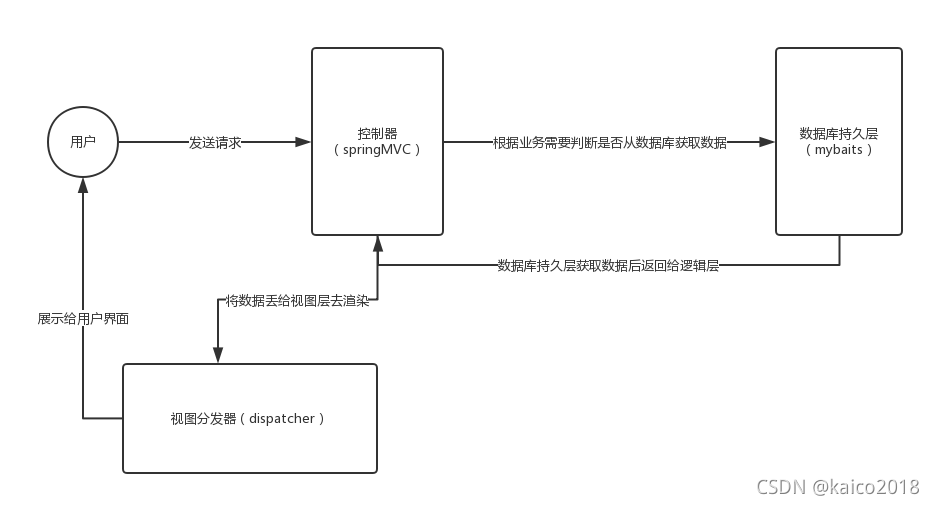 用户
发送请求
控制器
（springMVC）
根据业务需要判断是否从数据库获取数据
数据库持久层
（mybaits）
数据库持久层获取数据后返回给逻辑层
将数据丢给视图层去渲染
展示给用户界面
视图分发器（dispatcher）
CSDN @kaico2018